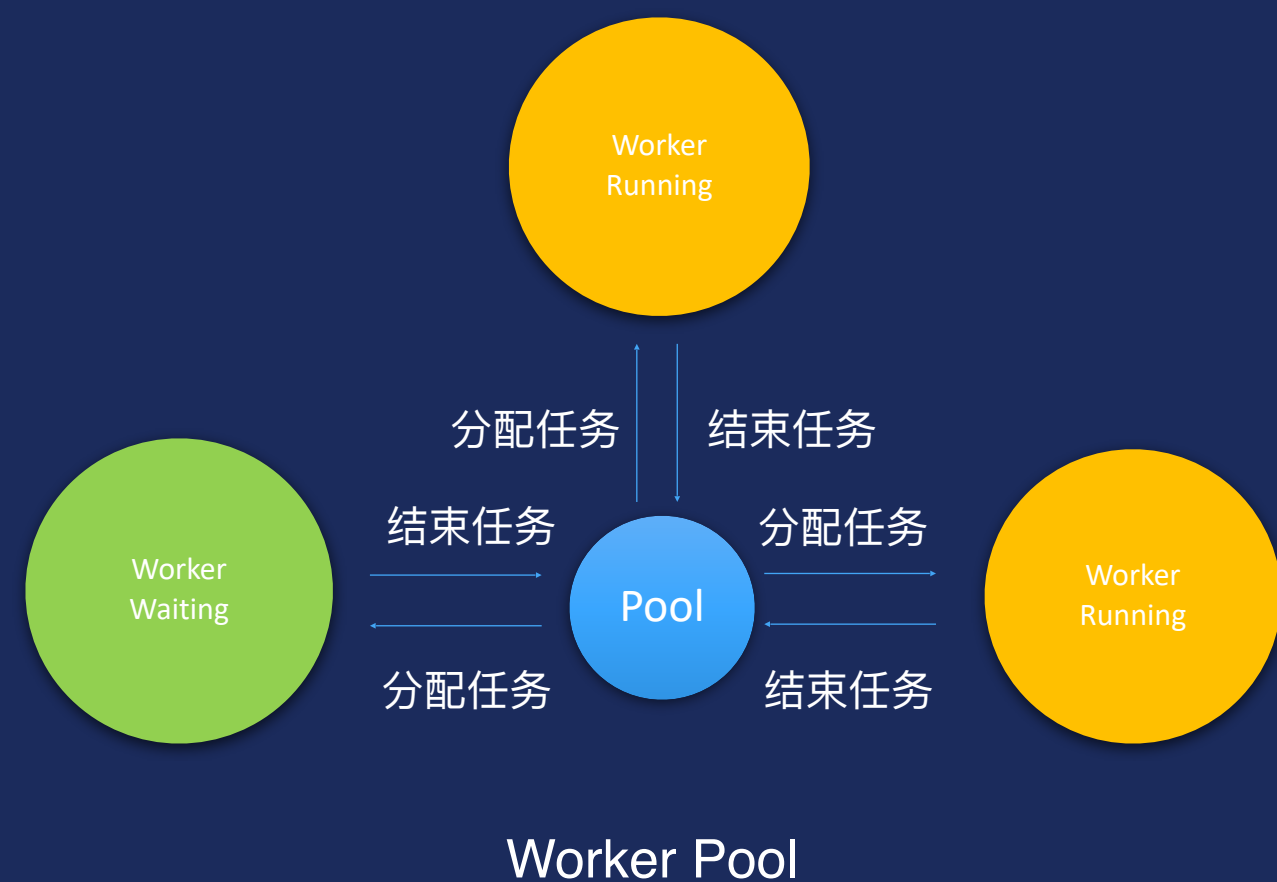 Worker
Running
分配任务
结束任务
结束任务
分配任务
Worker
Waiting
Pool
Worker
Running
分配任务
结束任务
Worker Pool